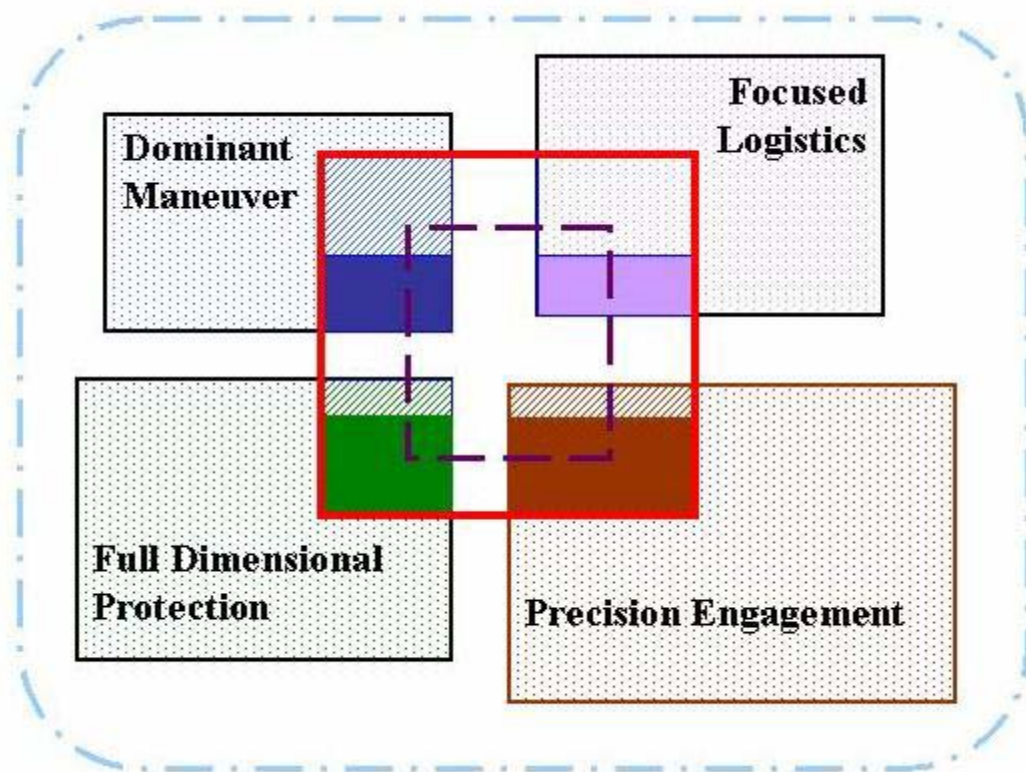 Dominant
Maneuver
Focused
Logistics
Full Dimensional
Protection
Precision Engagement